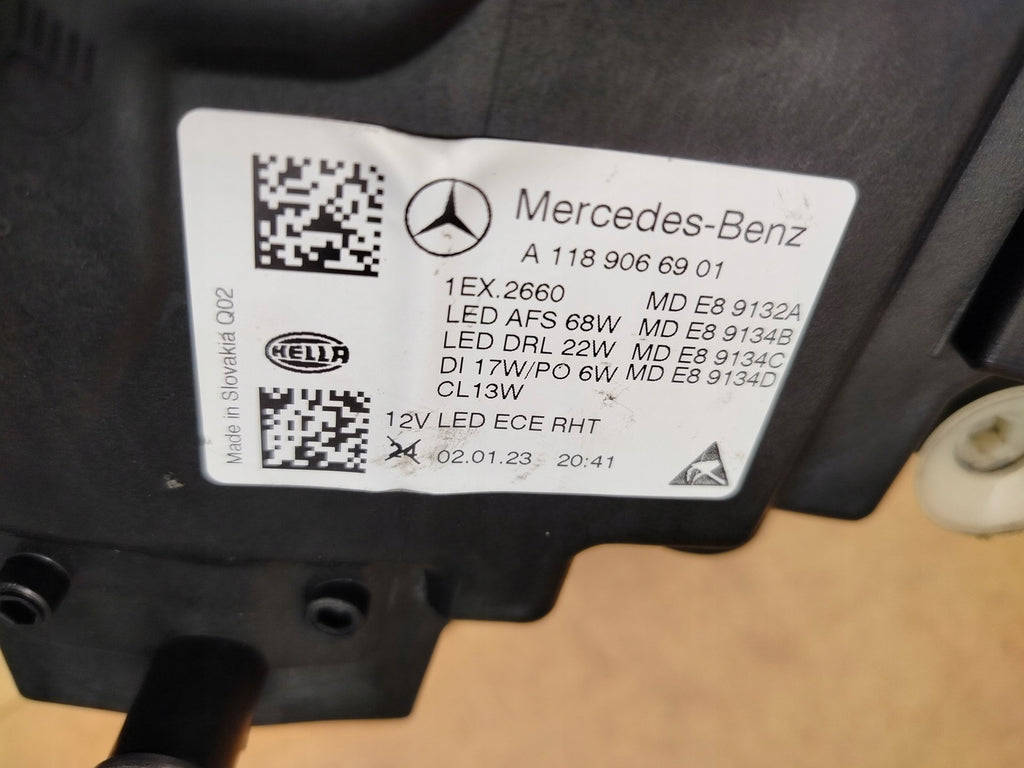 Mercedes-Benz
A 118 906 69 01
1EX.2660 MD E8 9132A
LED AFS 68W MD E8 9134B
LED DRL 22W MD E8 9134C
DI 17W/PO 6W MD E8 9134D
CL13W
12V LED ECE RHT
24 02.01.23 20:41
HELLA
Made in Slovakia Q02